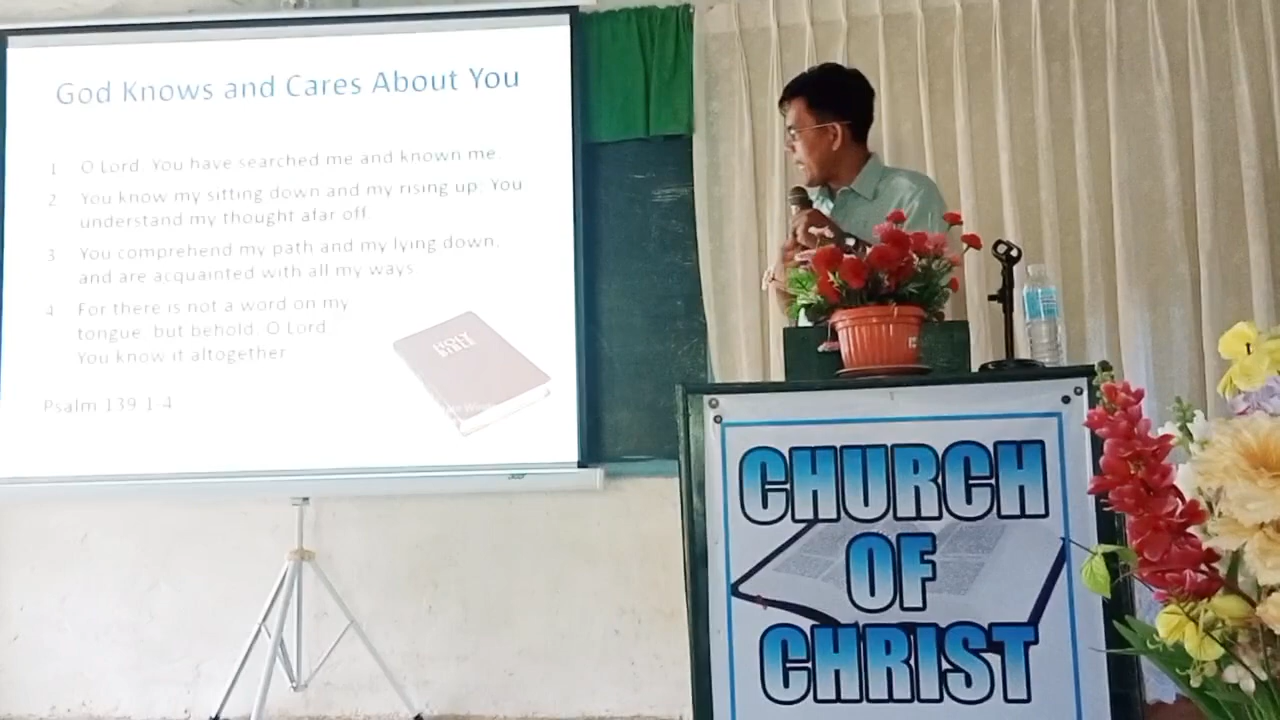 God Knows and Cares About You
1 O Lord, You have searched me and known me.
2 You know my sitting down and my rising up; You
understand my thought afar off.
3 You comprehend my path and my lying down,
and are acquainted with all my ways.
4 For there is not a word on my
tongue, but behold, O Lord,
You know it altogether.
HOLY
BIBLE
Psalm 139:1-4
CHURCH
OF
CHRIST